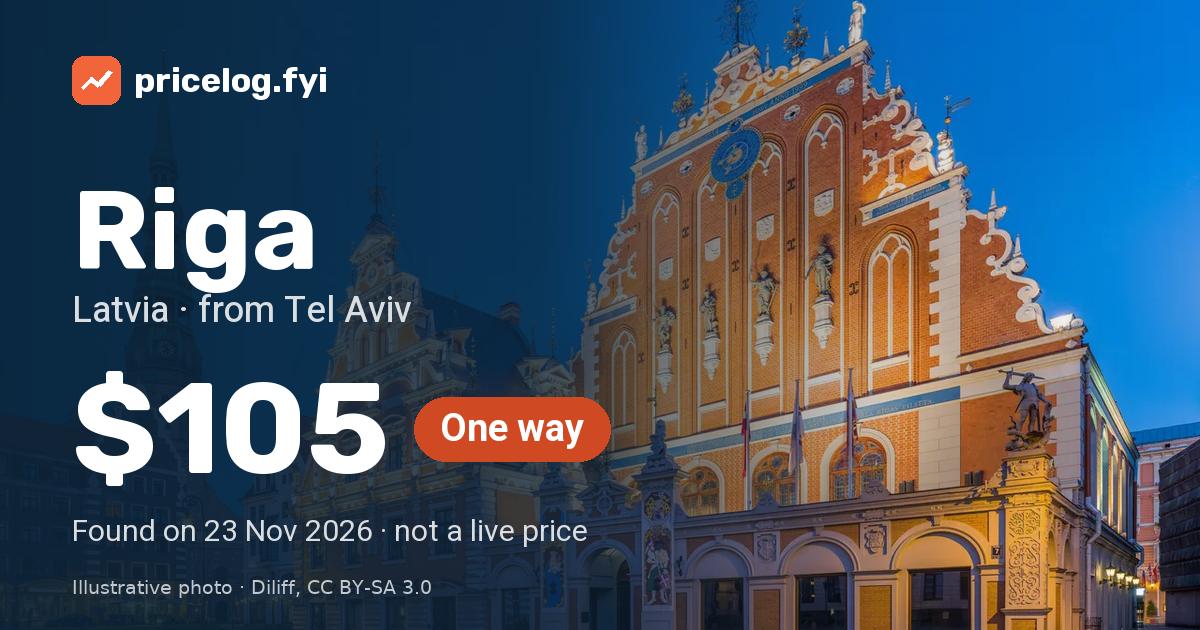 pricelog.fyi
Riga
Latvia · from Tel Aviv
$105
One way
Found on 23 Nov 2026 · not a live price
Illustrative photo · Diliff, CC BY-SA 3.0
7